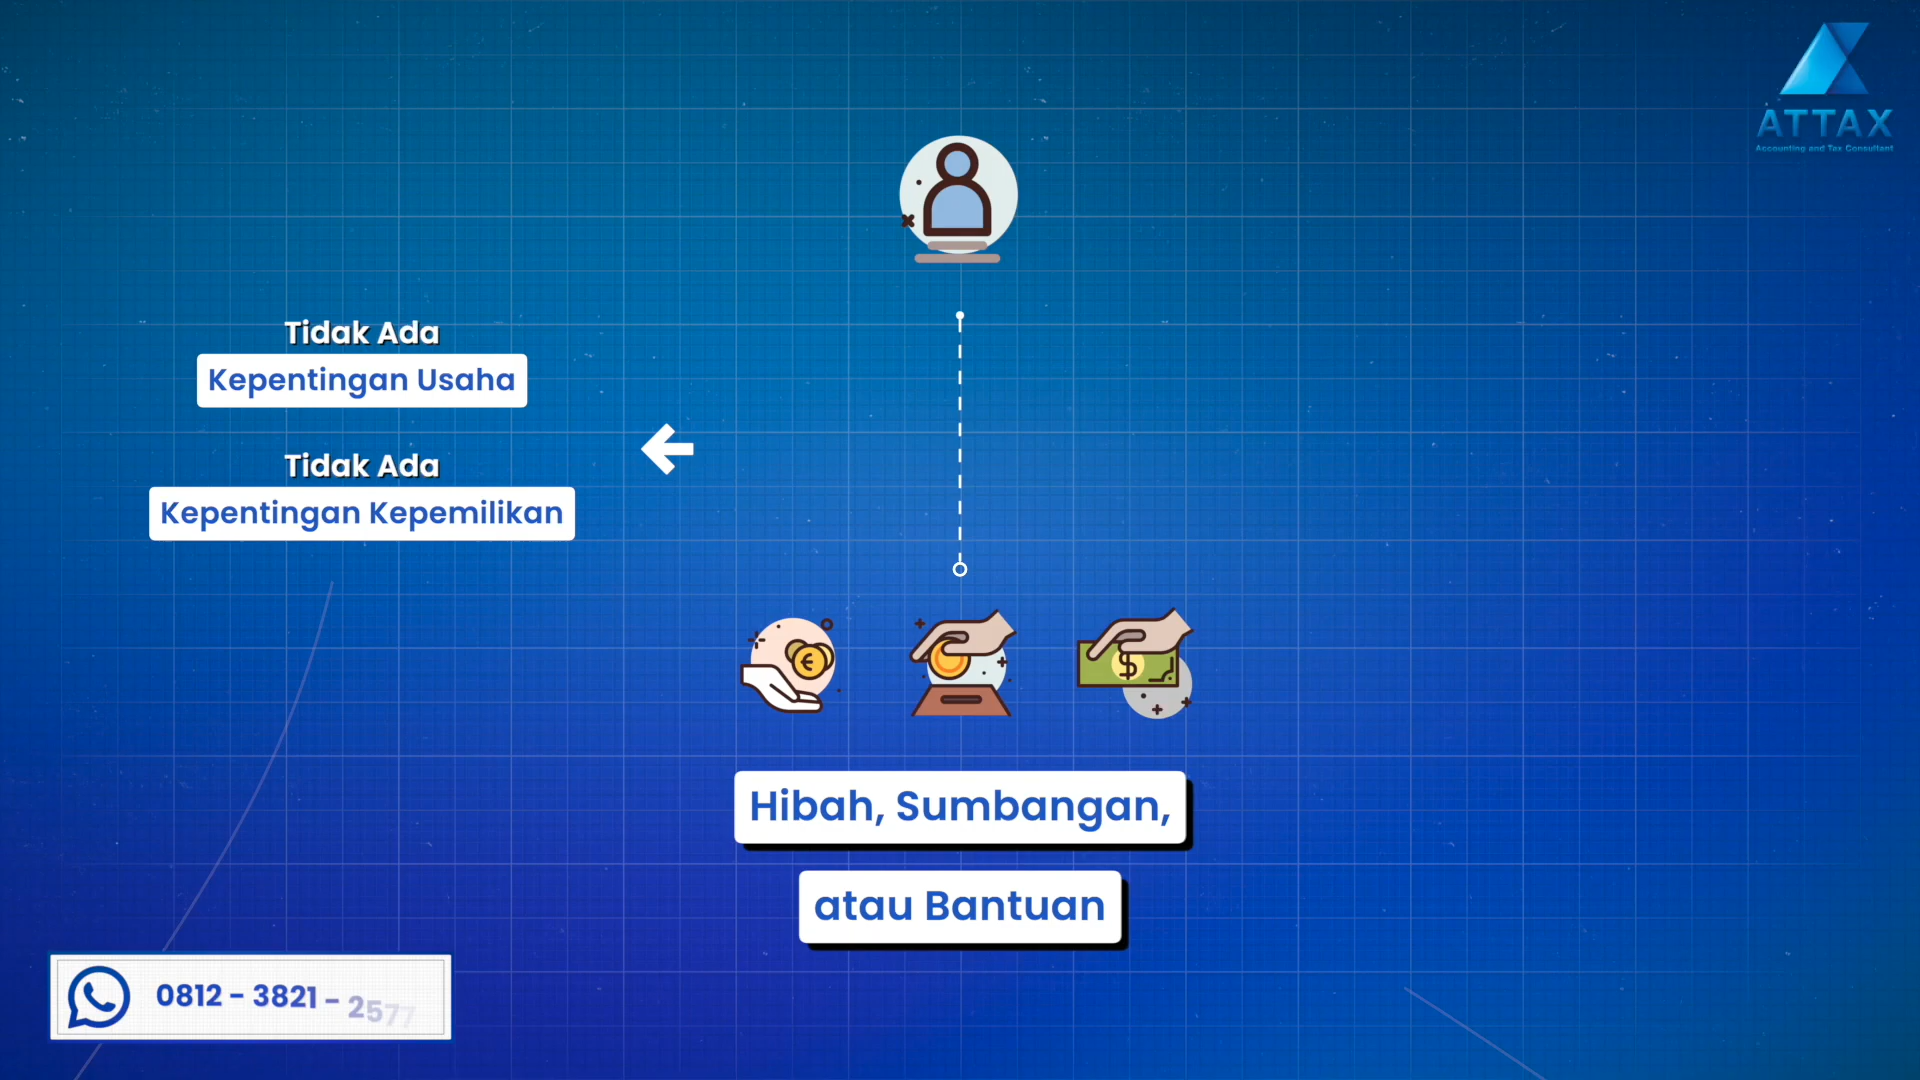 ATTAX
Accounting and Tax Consultant
Tidak Ada
Kepentingan Usaha
Tidak Ada
Kepentingan Kepemilikan
Hibah, Sumbangan,
atau Bantuan
0812 - 3821 - 2577